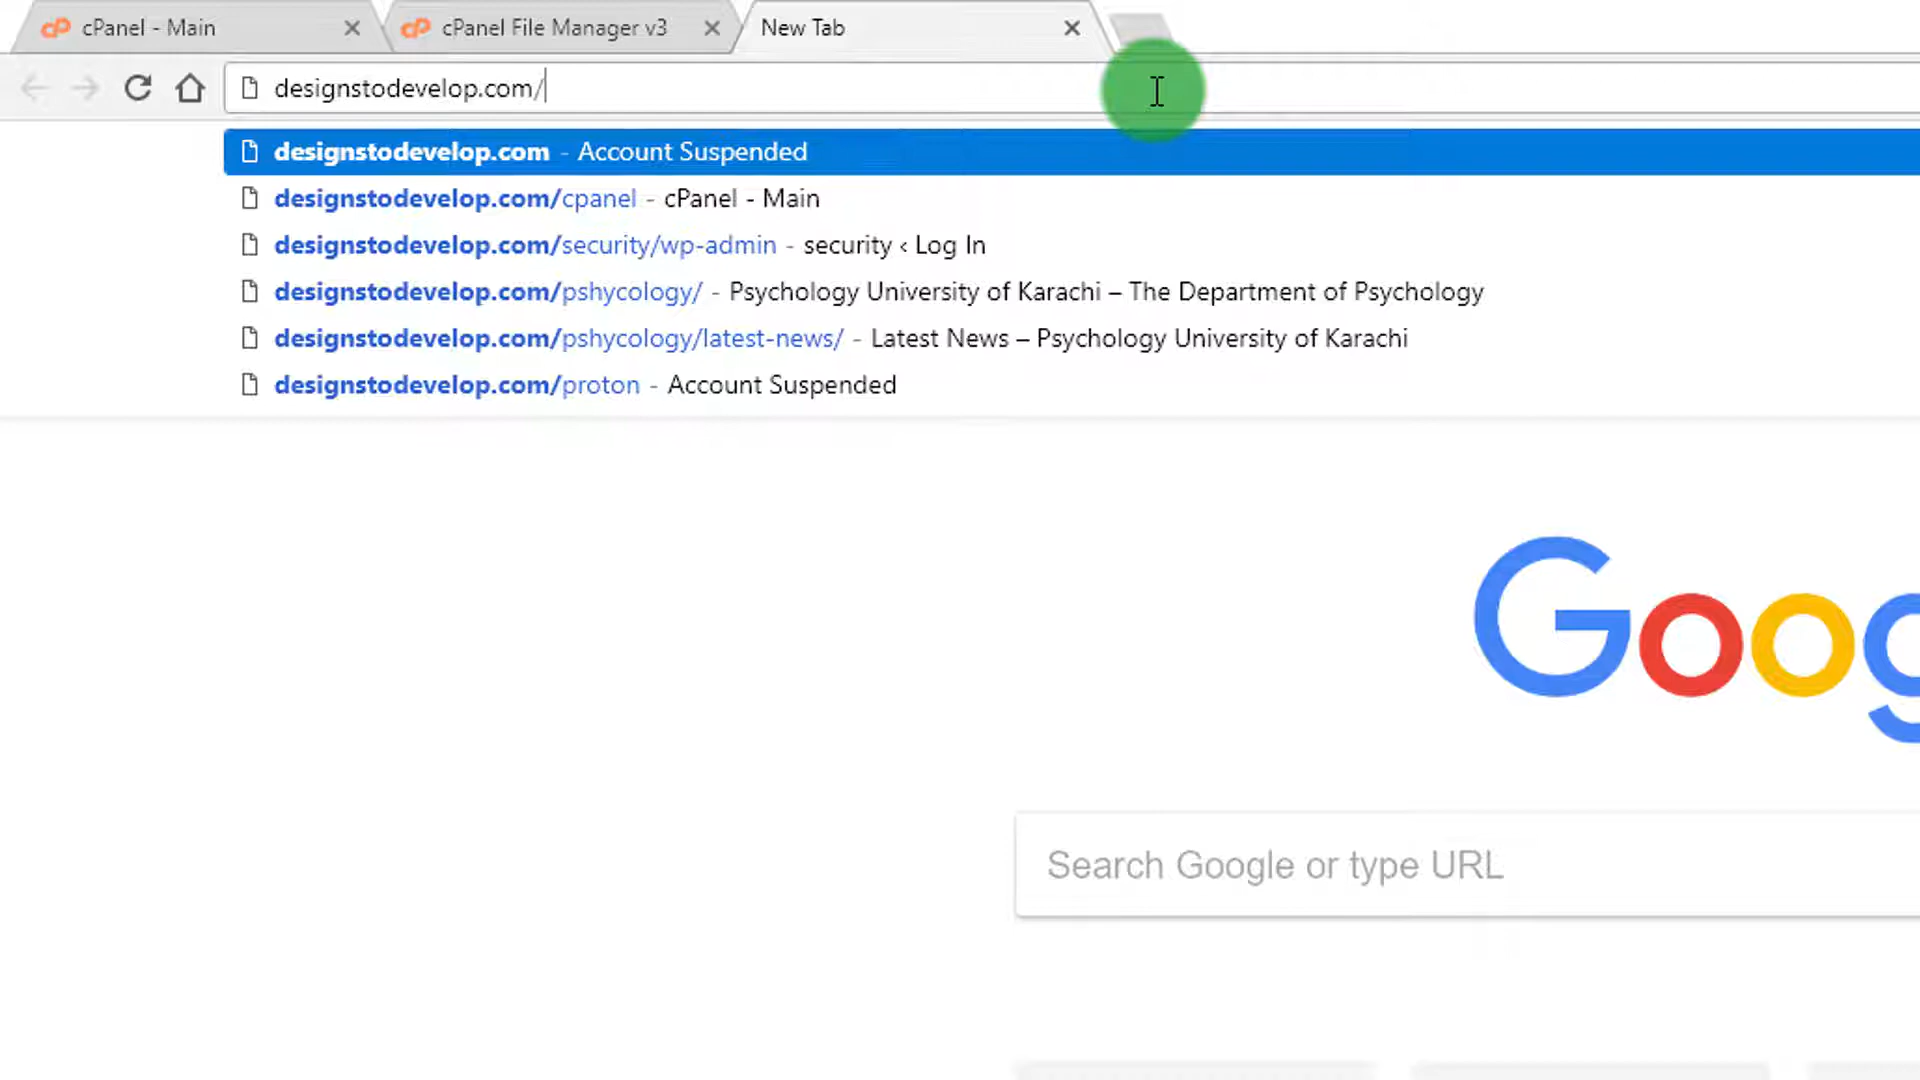 cPanel - Main
cPanel File Manager v3
New Tab
designstodevelop.com/
designstodevelop.com - Account Suspended
designstodevelop.com/cpanel - cPanel - Main
designstodevelop.com/security/wp-admin - security ‹ Log In
designstodevelop.com/pshycology/ - Psychology University of Karachi – The Department of Psychology
designstodevelop.com/pshycology/latest-news/ - Latest News – Psychology University of Karachi
designstodevelop.com/proton - Account Suspended
Goog
Search Google or type URL